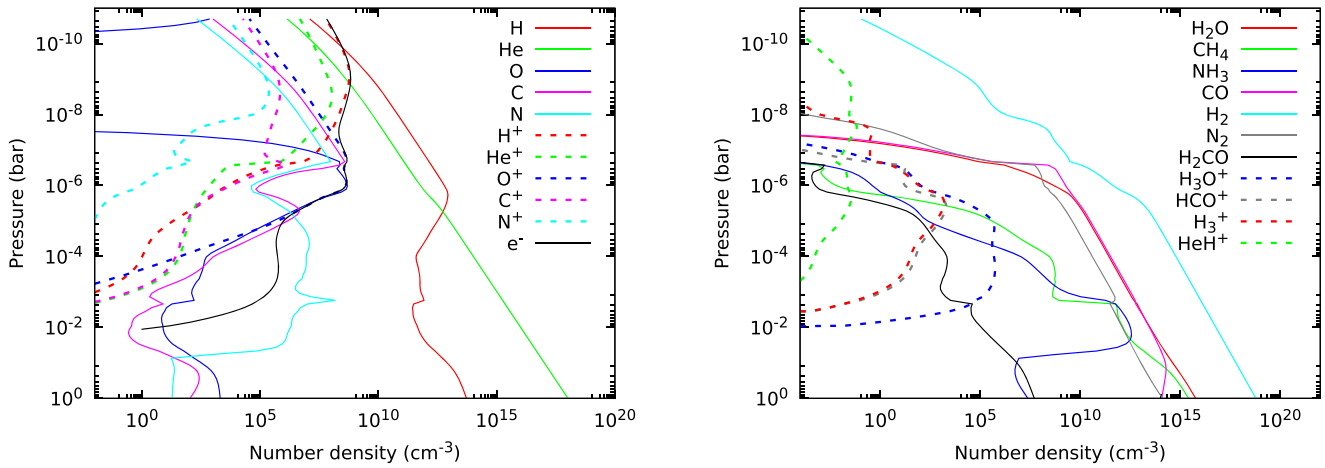 10⁻¹⁰
10⁻⁸
10⁻⁶
10⁻⁴
10⁻²
10⁰
Pressure (bar)
10⁰
10⁵
10¹⁰
10¹⁵
10²⁰
Number density (cm⁻³)
H
He
O
C
N
H⁺
He⁺
O⁺
C⁺
N⁺
e⁻
10⁻¹⁰
10⁻⁸
10⁻⁶
10⁻⁴
10⁻²
10⁰
Pressure (bar)
10⁰
10⁵
10¹⁰
10¹⁵
10²⁰
Number density (cm⁻³)
H₂O
CH₄
NH₃
CO
H₂
N₂
H₂CO
H₃O⁺
HCO⁺
H₃⁺
HeH⁺